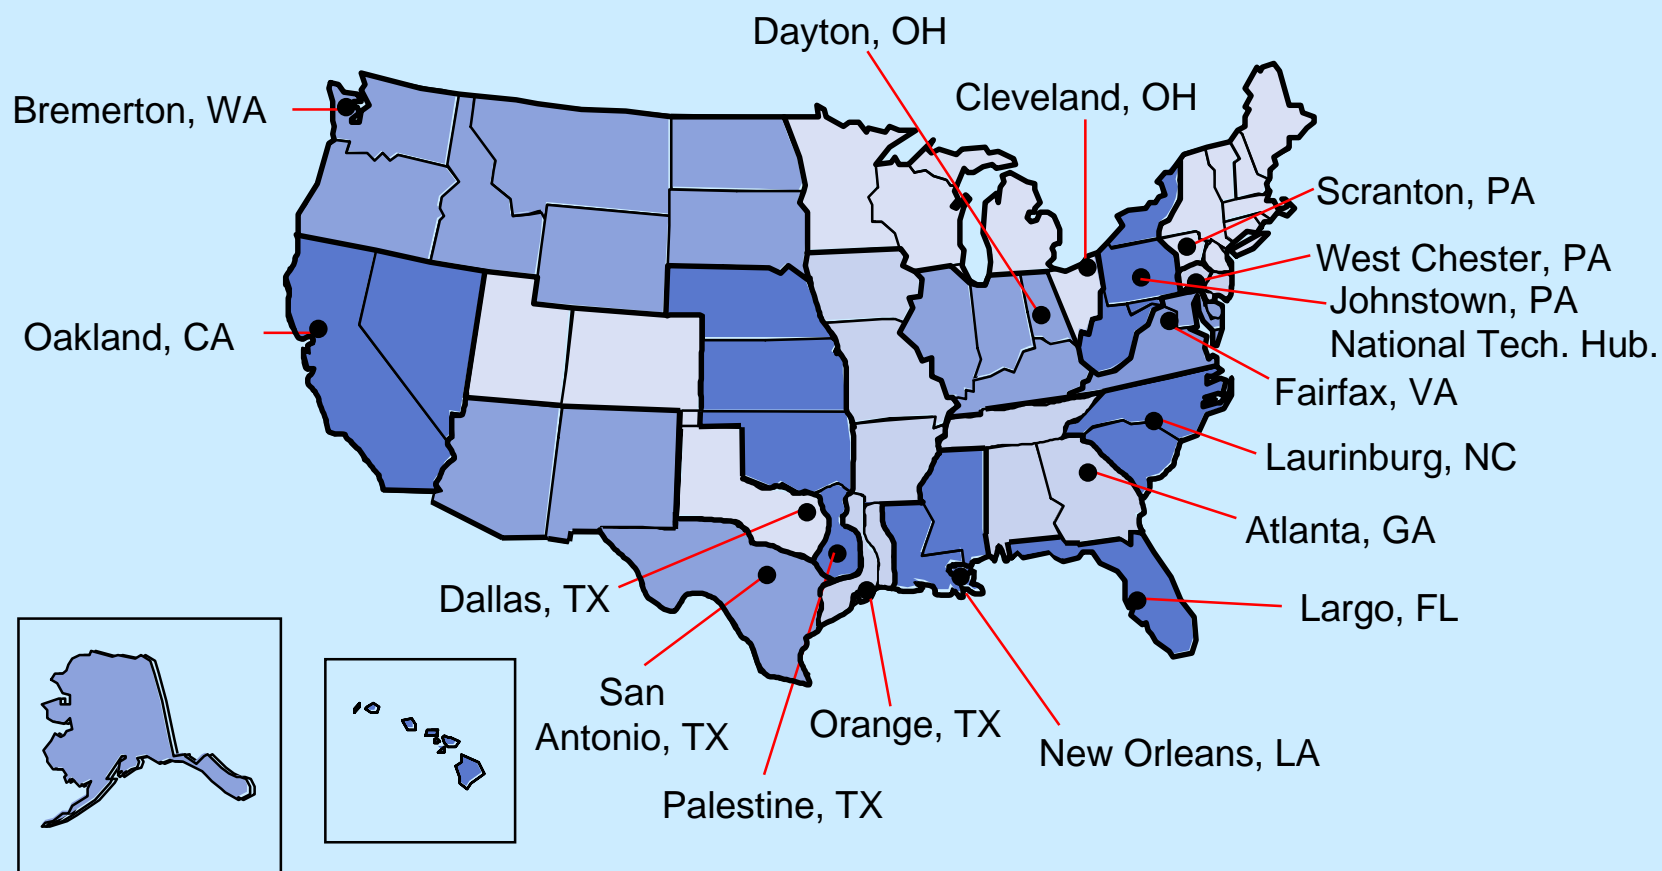 Dayton, OH
Cleveland, OH
Bremerton, WA
Scranton, PA
West Chester, PA
Johnstown, PA
National Tech. Hub.
Oakland, CA
Fairfax, VA
Laurinburg, NC
Atlanta, GA
Dallas, TX
Largo, FL
San
Antonio, TX
Orange, TX
New Orleans, LA
Palestine, TX